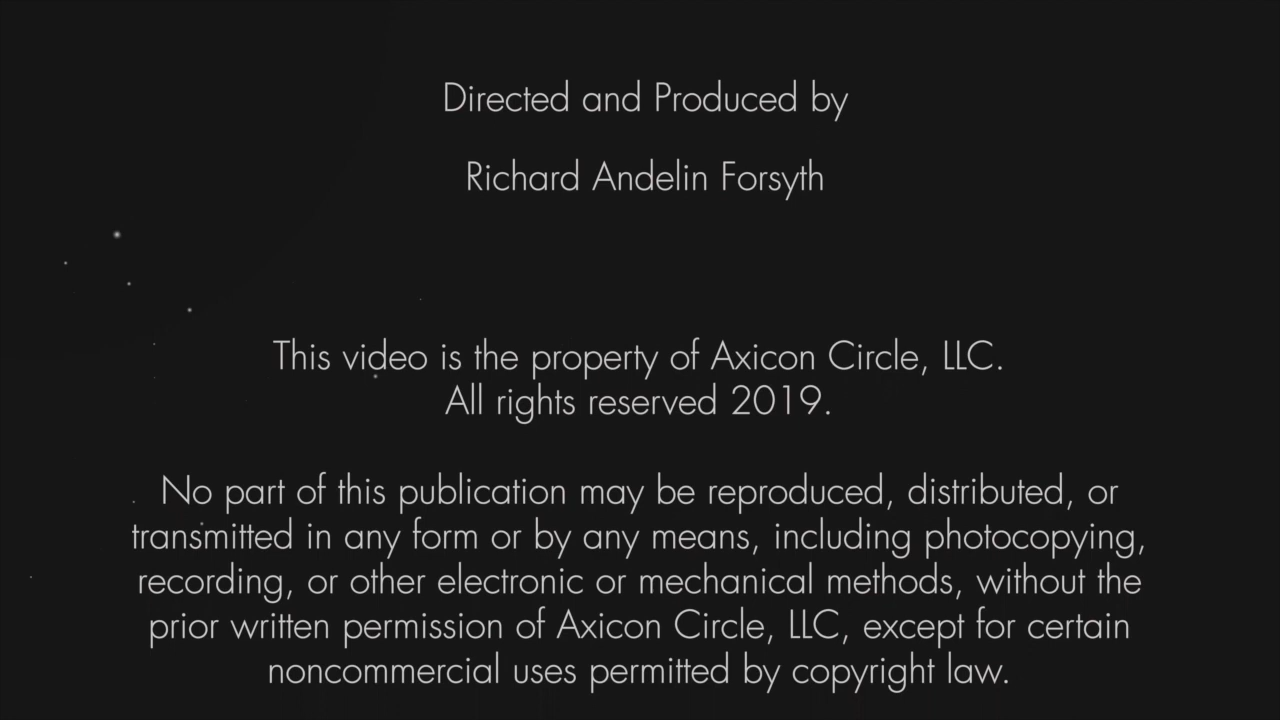 Directed and Produced by
Richard Andelin Forsyth
This video is the property of Axicon Circle, LLC.
All rights reserved 2019.
No part of this publication may be reproduced, distributed, or
transmitted in any form or by any means, including photocopying,
recording, or other electronic or mechanical methods, without the
prior written permission of Axicon Circle, LLC, except for certain
noncommercial uses permitted by copyright law.